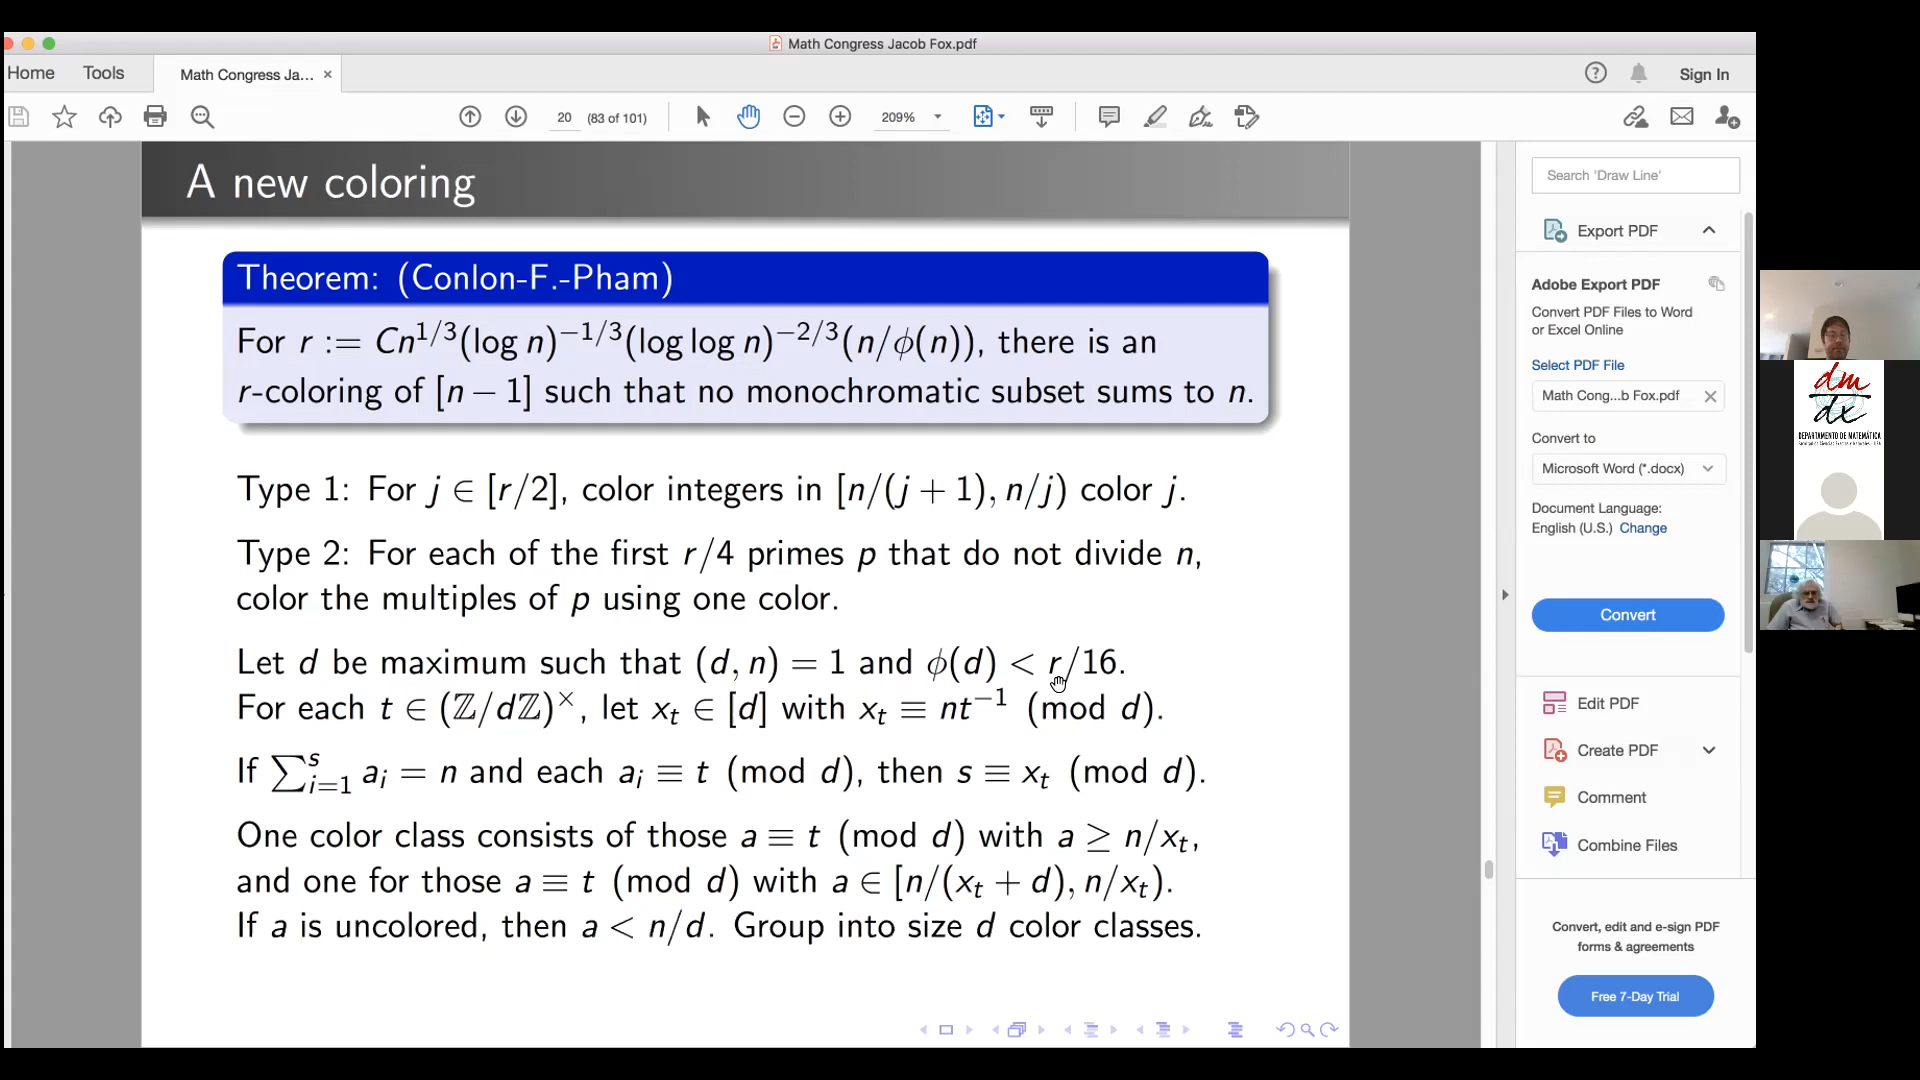 Math Congress Jacob Fox.pdf
Home
Tools
Math Congress Ja... ×
Sign In
20 (83 of 101)
209%
A new coloring
Theorem: (Conlon-F.-Pham)
For r := Cn^{1/3}(log n)^{−1/3}(log log n)^{−2/3}(n/ϕ(n)), there is an
r-coloring of [n − 1] such that no monochromatic subset sums to n.
Type 1: For j ∈ [r/2], color integers in [n/(j + 1), n/j) color j.
Type 2: For each of the first r/4 primes p that do not divide n,
color the multiples of p using one color.
Let d be maximum such that (d, n) = 1 and ϕ(d) < r/16.
For each t ∈ (ℤ/dℤ)^×, let x_t ∈ [d] with x_t ≡ nt^{−1} (mod d).
If ∑_{i=1}^{s} a_i = n and each a_i ≡ t (mod d), then s ≡ x_t (mod d).
One color class consists of those a ≡ t (mod d) with a ≥ n/x_t,
and one for those a ≡ t (mod d) with a ∈ [n/(x_t + d), n/x_t).
If a is uncolored, then a < n/d. Group into size d color classes.
Search 'Draw Line'
Export PDF
Adobe Export PDF
Convert PDF Files to Word
or Excel Online
Select PDF File
Math Cong...b Fox.pdf
Convert to
Microsoft Word (*.docx)
Document Language:
English (U.S.) Change
Convert
Edit PDF
Create PDF
Comment
Combine Files
Convert, edit and e-sign PDF
forms & agreements
Free 7-Day Trial
dm
dx
DEPARTAMENTO DE MATEMÁTICA